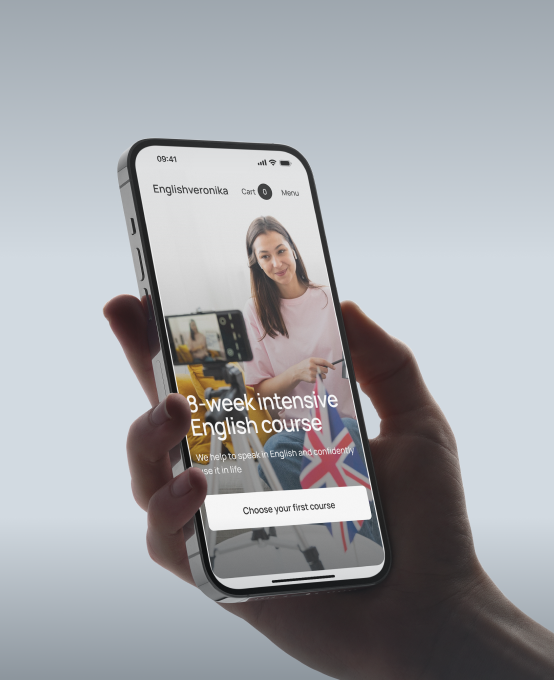 09:41
Englishveronika Cart 0 Menu
8-week intensive
English course
We help to speak in English and confidently
use it in life
Choose your first course